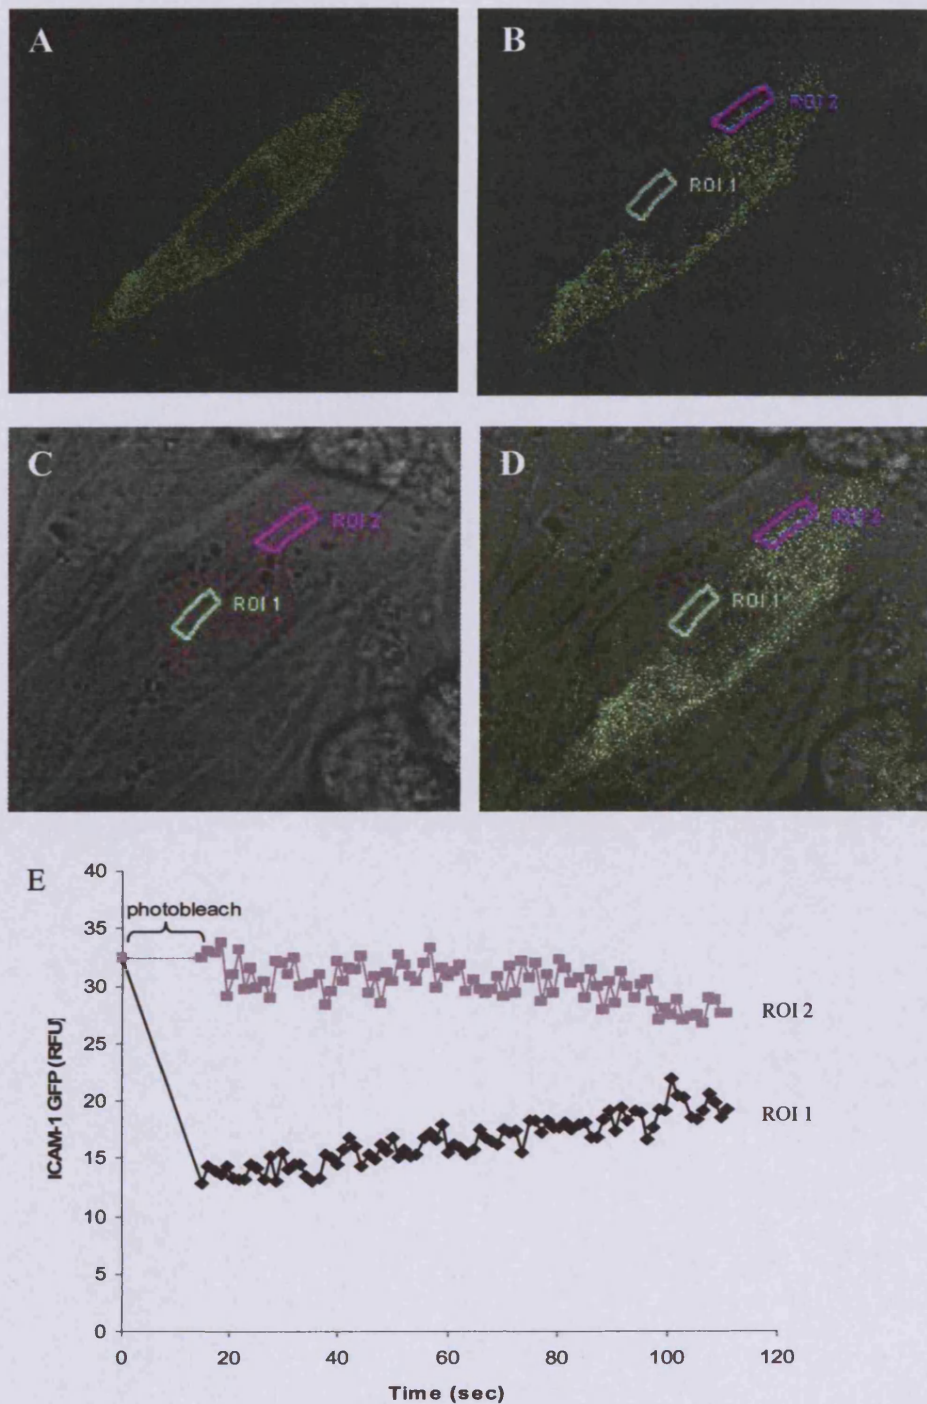 A
B
ROI 2
ROI 1
C
ROI 2
ROI 1
D
ROI 2
ROI 1
E
photobleach
40
35
30
25
20
15
10
5
0
ICAM-1 GFP (RFU)
ROI 2
ROI 1
0 20 40 60 80 100 120
Time (sec)